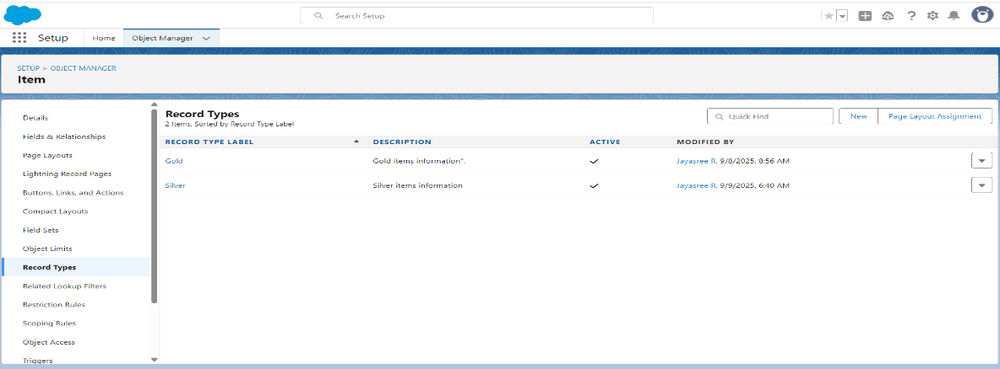 Search Setup
Setup
Home
Object Manager
SETUP > OBJECT MANAGER
Item
Details
Fields & Relationships
Page Layouts
Lightning Record Pages
Buttons, Links, and Actions
Compact Layouts
Field Sets
Object Limits
Record Types
Related Lookup Filters
Restriction Rules
Scoping Rules
Object Access
Triggers
Record Types
2 Items, Sorted by Record Type Label
Quick Find
New
Page Layout Assignment
RECORD TYPE LABEL DESCRIPTION ACTIVE MODIFIED BY
Gold Gold items information". Jayasree R, 9/8/2025, 8:56 AM
Silver Silver items information Jayasree R, 9/9/2025, 6:40 AM